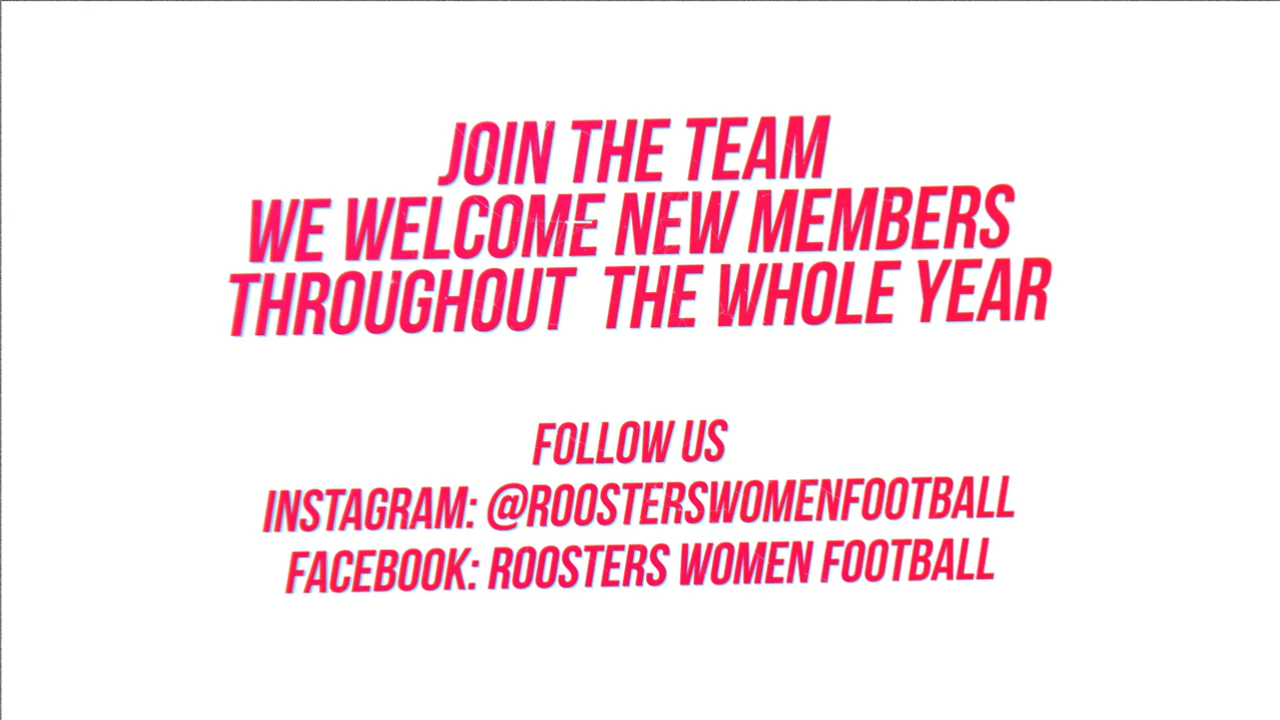 JOIN THE TEAM
WE WELCOME NEW MEMBERS
THROUGHOUT THE WHOLE YEAR
FOLLOW US
INSTAGRAM: @ROOSTERSWOMENFOOTBALL
FACEBOOK: ROOSTERS WOMEN FOOTBALL